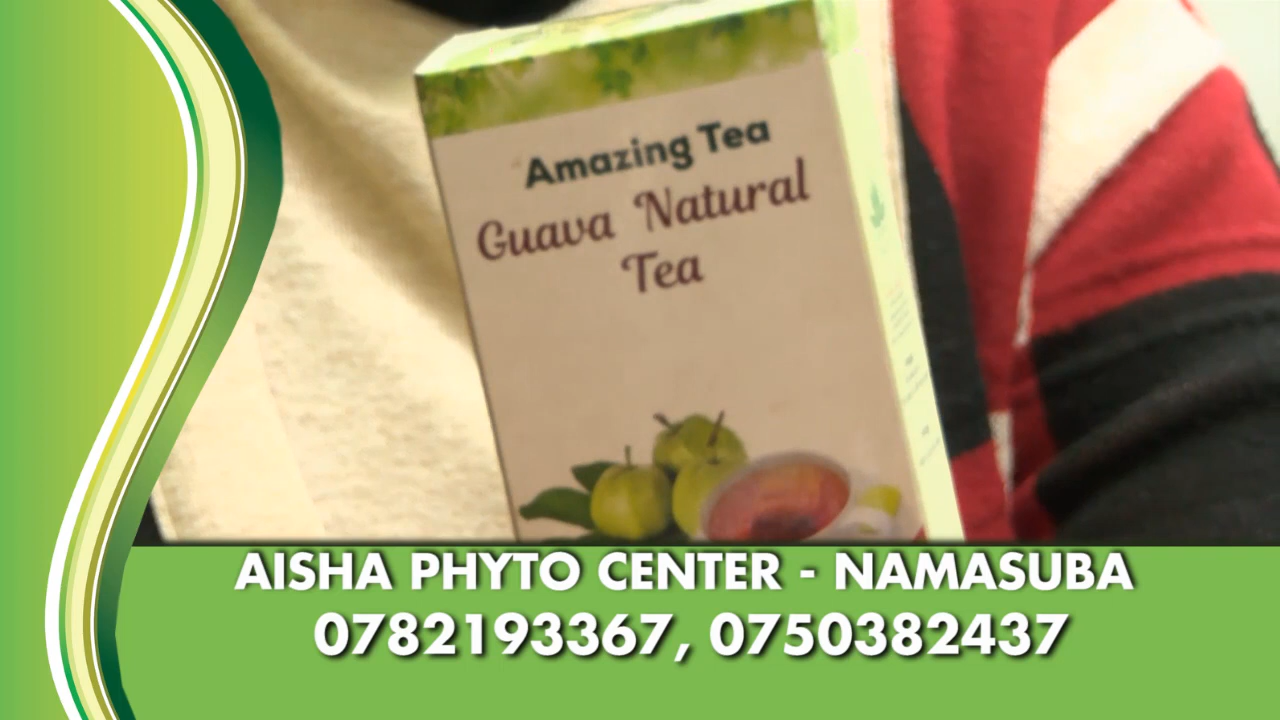 Amazing Tea
Guava Natural
Tea
AISHA PHYTO CENTER - NAMASUBA
0782193367, 0750382437